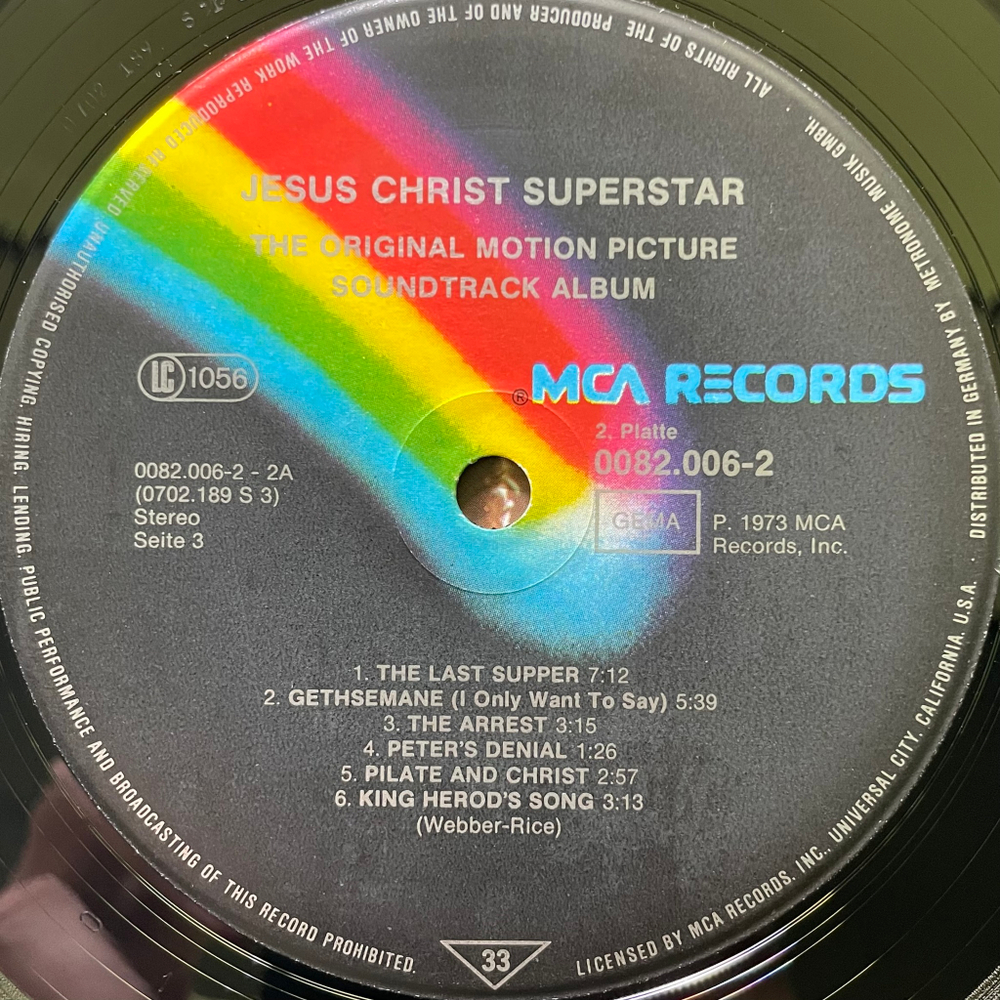 JESUS CHRIST SUPERSTAR
THE ORIGINAL MOTION PICTURE
SOUNDTRACK ALBUM
LC 1056
® MCA RECORDS
2. Platte
0082.006-2
0082.006-2 - 2A
(0702.189 S 3)
Stereo
Seite 3
GEMA
P. 1973 MCA
Records, Inc.
1. THE LAST SUPPER 7:12
2. GETHSEMANE (I Only Want To Say) 5:39
3. THE ARREST 3:15
4. PETER'S DENIAL 1:26
5. PILATE AND CHRIST 2:57
6. KING HEROD'S SONG 3:13
(Webber-Rice)
33
ALL RIGHTS OF THE PRODUCER AND OF THE OWNER OF THE WORK REPRODUCED RESERVED UNAUTHORISED COPYING. HIRING. LENDING. PUBLIC PERFORMANCE AND BROADCASTING OF THIS RECORD PROHIBITED.
LICENSED BY MCA RECORDS. INC., UNIVERSAL CITY. CALIFORNIA. U.S.A. · DISTRIBUTED IN GERMANY BY METRONOME MUSIK GMBH.